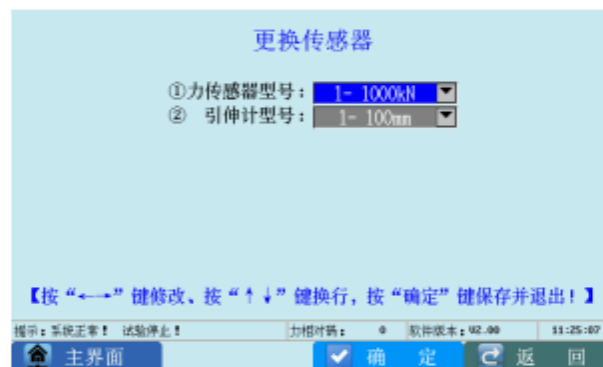 更换传感器
①力传感器型号： 1- 1000kN
② 引伸计型号： 1- 100mm
【按“←→”键修改、按“↑↓”键换行，按“确定”键保存并退出！】
提示：系统正常！ 试验停止！ 力相对码： 0 软件版本：V2.00 11:25:07
主界面 确 定 返 回